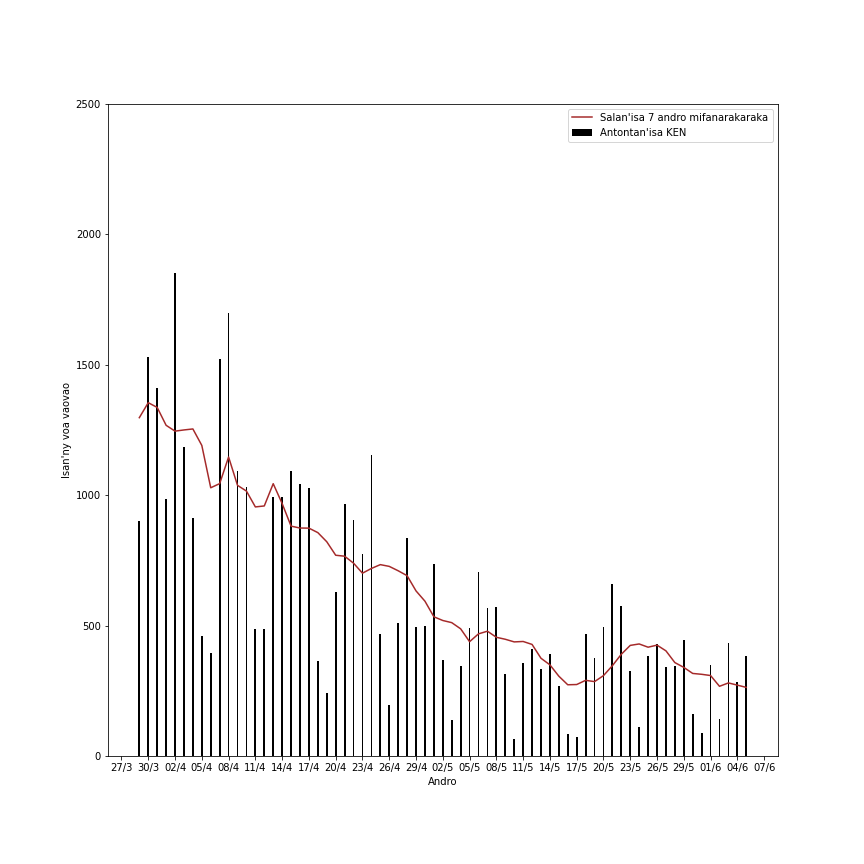 2500
Salan'isa 7 andro mifanarakaraka
Antontan'isa KEN
2000
1500
Isan'ny voa vaovao
1000
500
0
27/3 30/3 02/4 05/4 08/4 11/4 14/4 17/4 20/4 23/4 26/4 29/4 02/5 05/5 08/5 11/5 14/5 17/5 20/5 23/5 26/5 29/5 01/6 04/6 07/6
Andro